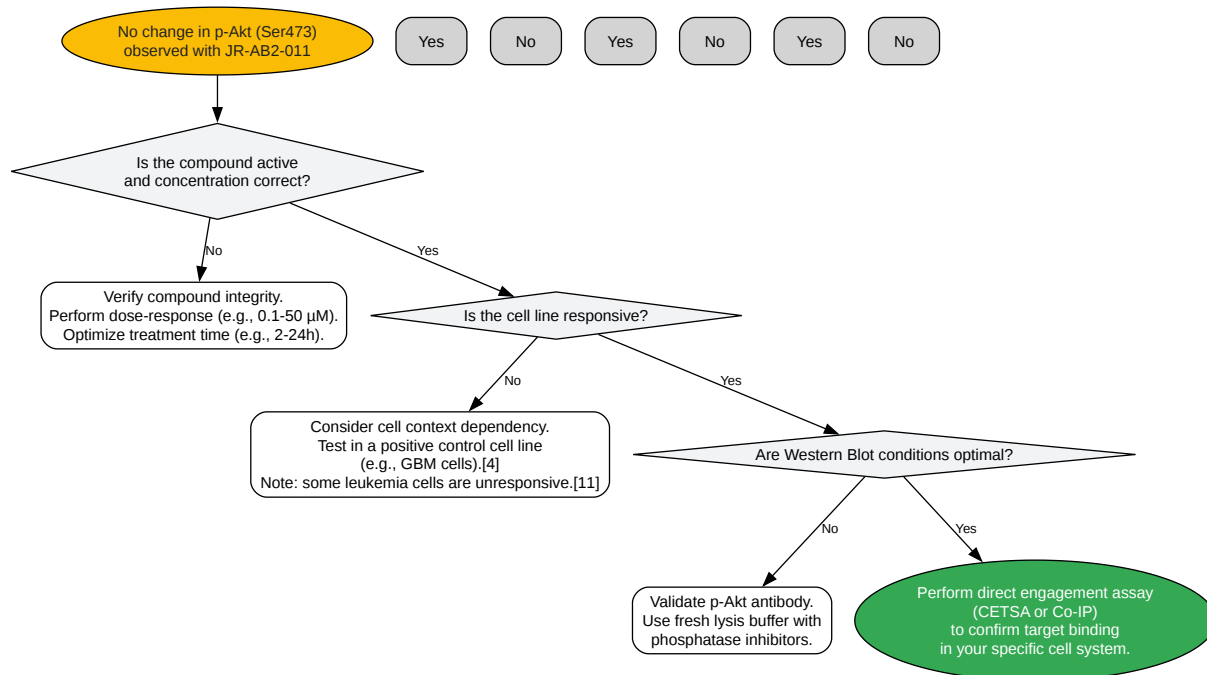 No change in p-Akt (Ser473)
observed with JR-AB2-011
Yes
No
Yes
No
Yes
No
Is the compound active
and concentration correct?
No
Yes
Verify compound integrity.
Perform dose-response (e.g., 0.1-50 µM).
Optimize treatment time (e.g., 2-24h).
Is the cell line responsive?
No
Yes
Consider cell context dependency.
Test in a positive control cell line
(e.g., GBM cells).[4]
Note: some leukemia cells are unresponsive.[11]
Are Western Blot conditions optimal?
No
Yes
Validate p-Akt antibody.
Use fresh lysis buffer with
phosphatase inhibitors.
Perform direct engagement assay
(CETSA or Co-IP)
to confirm target binding
in your specific cell system.